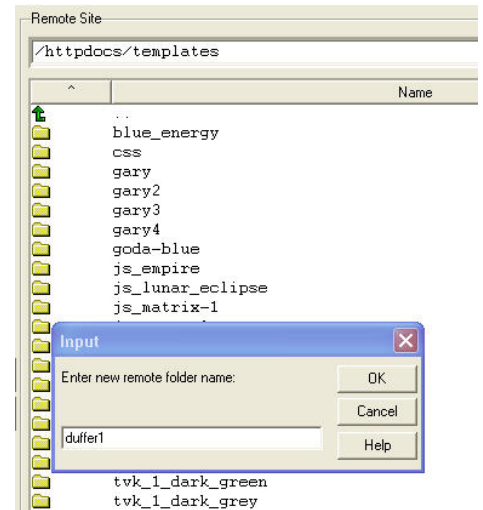 Remote Site
/httpdocs/templates
Name
..
blue_energy
css
gary
gary2
gary3
gary4
goda-blue
js_empire
js_lunar_eclipse
js_matrix-1
Input
Enter new remote folder name:
OK
Cancel
duffer1
Help
tvk_1_dark_green
tvk_1_dark_grey